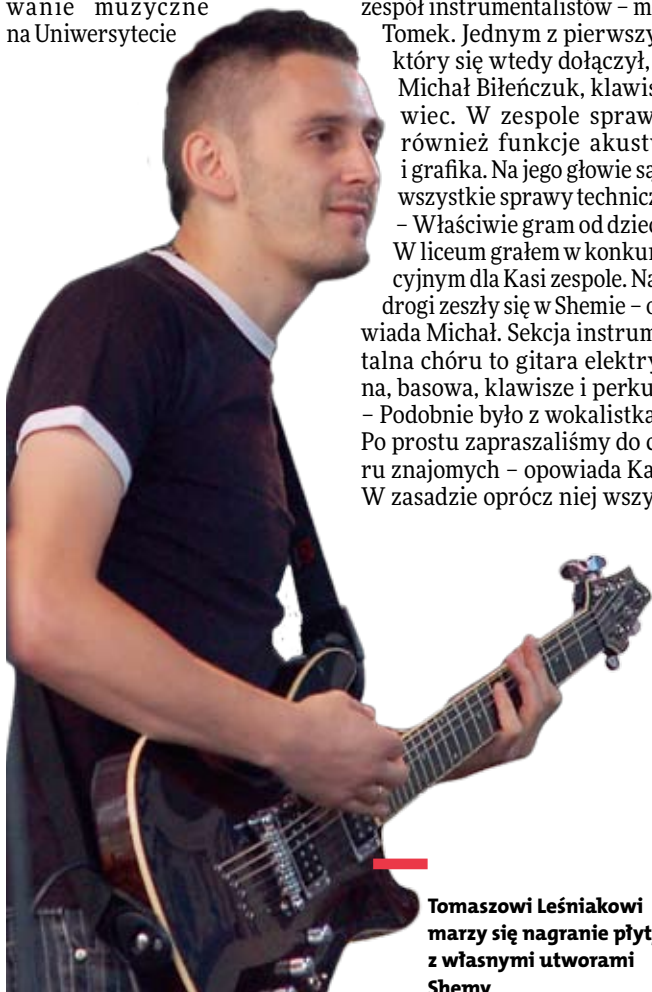 wanie muzyczne
na Uniwersytecie
zespół instrumentalistów – m
Tomek. Jednym z pierwszy
który się wtedy dołączył,
Michał Biłeńczuk, klawis
wiec. W zespole spraw
również funkcje akust
i grafika. Na jego głowie są
wszystkie sprawy technicz
– Właściwie gram od dziec
W liceum grałem w konkur
cyjnym dla Kasi zespole. Na
drogi zeszły się w Shemie – o
wiada Michał. Sekcja instrum
talna chóru to gitara elektry
na, basowa, klawisze i perku
– Podobnie było z wokalistka
Po prostu zapraszaliśmy do c
ru znajomych – opowiada Ka
W zasadzie oprócz niej wszy
Tomaszowi Leśniakowi
marzy się nagranie płyt
z własnymi utworami
Shemy